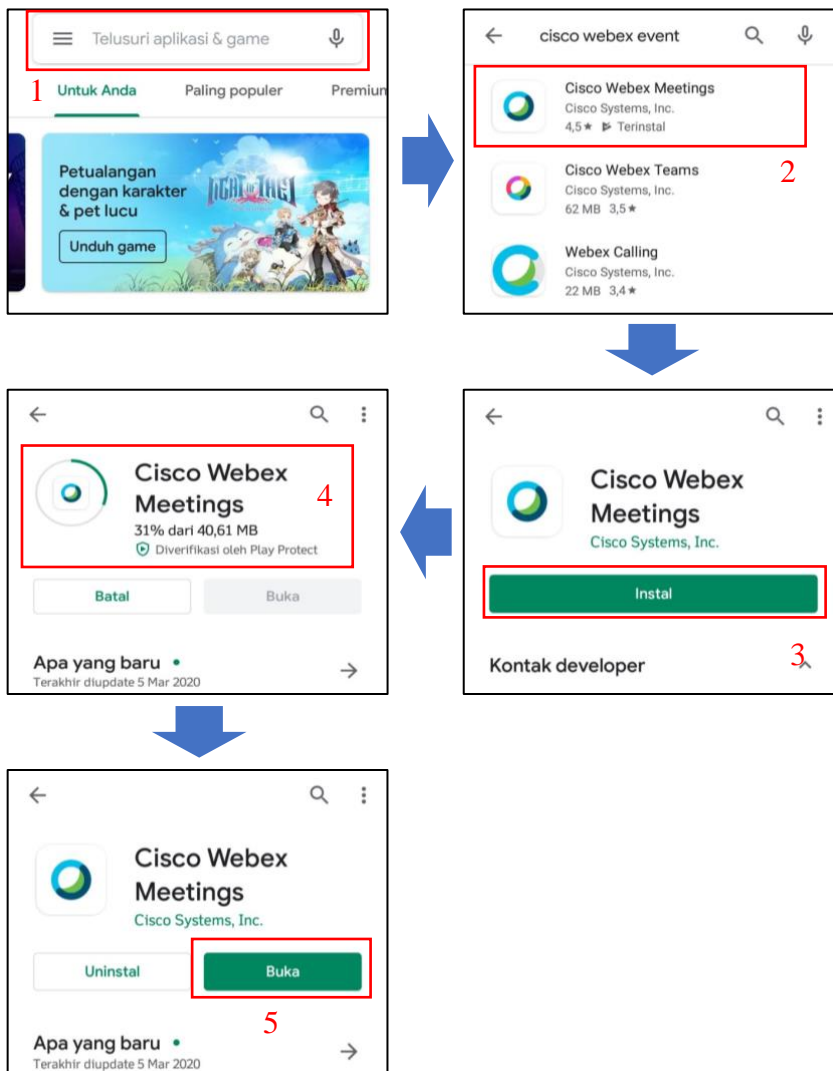 Telusuri aplikasi & game
1
Untuk Anda Paling populer Premium
Petualangan
dengan karakter
& pet lucu
LIGHT OF THEL
Unduh game
cisco webex event
Cisco Webex Meetings
Cisco Systems, Inc.
4,5★ Terinstal
2
Cisco Webex Teams
Cisco Systems, Inc.
62 MB 3,5★
Webex Calling
Cisco Systems, Inc.
22 MB 3,4★
Cisco Webex
Meetings
Cisco Systems, Inc.
Instal
3
Kontak developer
Cisco Webex
Meetings
4
31% dari 40,61 MB
Diverifikasi oleh Play Protect
Batal Buka
Apa yang baru •
Terakhir diupdate 5 Mar 2020
Cisco Webex
Meetings
Cisco Systems, Inc.
Uninstal Buka
5
Apa yang baru •
Terakhir diupdate 5 Mar 2020